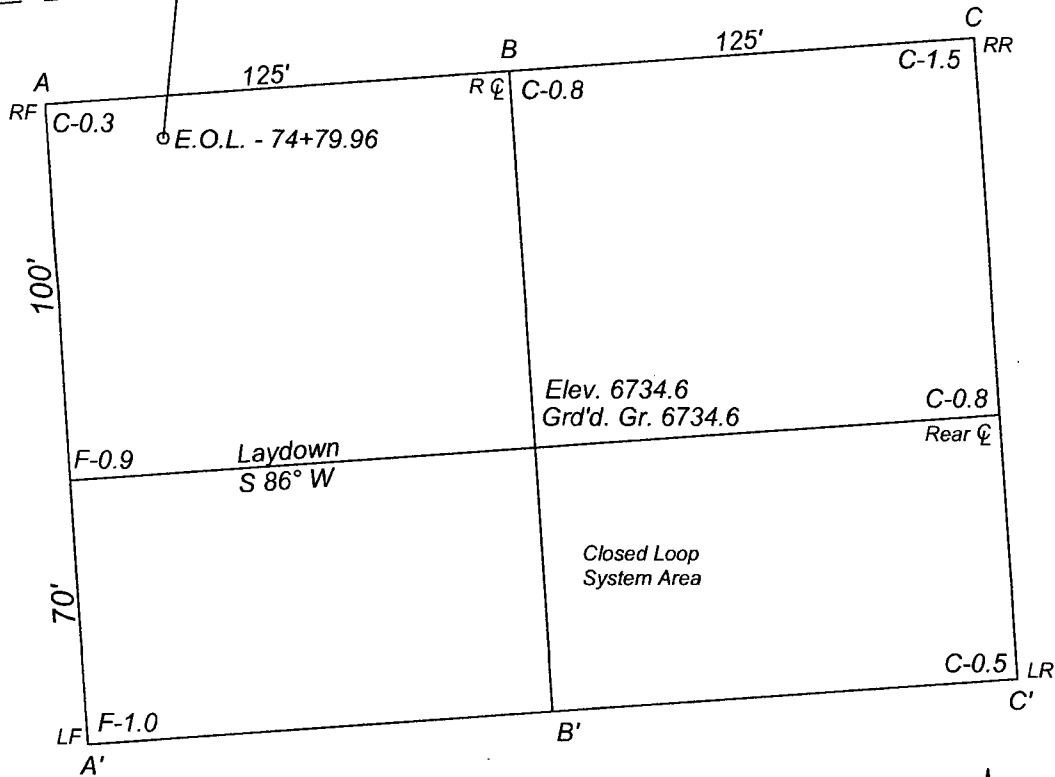 C
B
125'
RR
A
125'
R ℄
C-0.8
C-1.5
RF
C-0.3
E.O.L. - 74+79.96
100'
Elev. 6734.6
Grd'd. Gr. 6734.6
C-0.8
Rear ℄
F-0.9
Laydown
S 86° W
Closed Loop
System Area
70'
C-0.5
LR
C'
LF
F-1.0
B'
A'